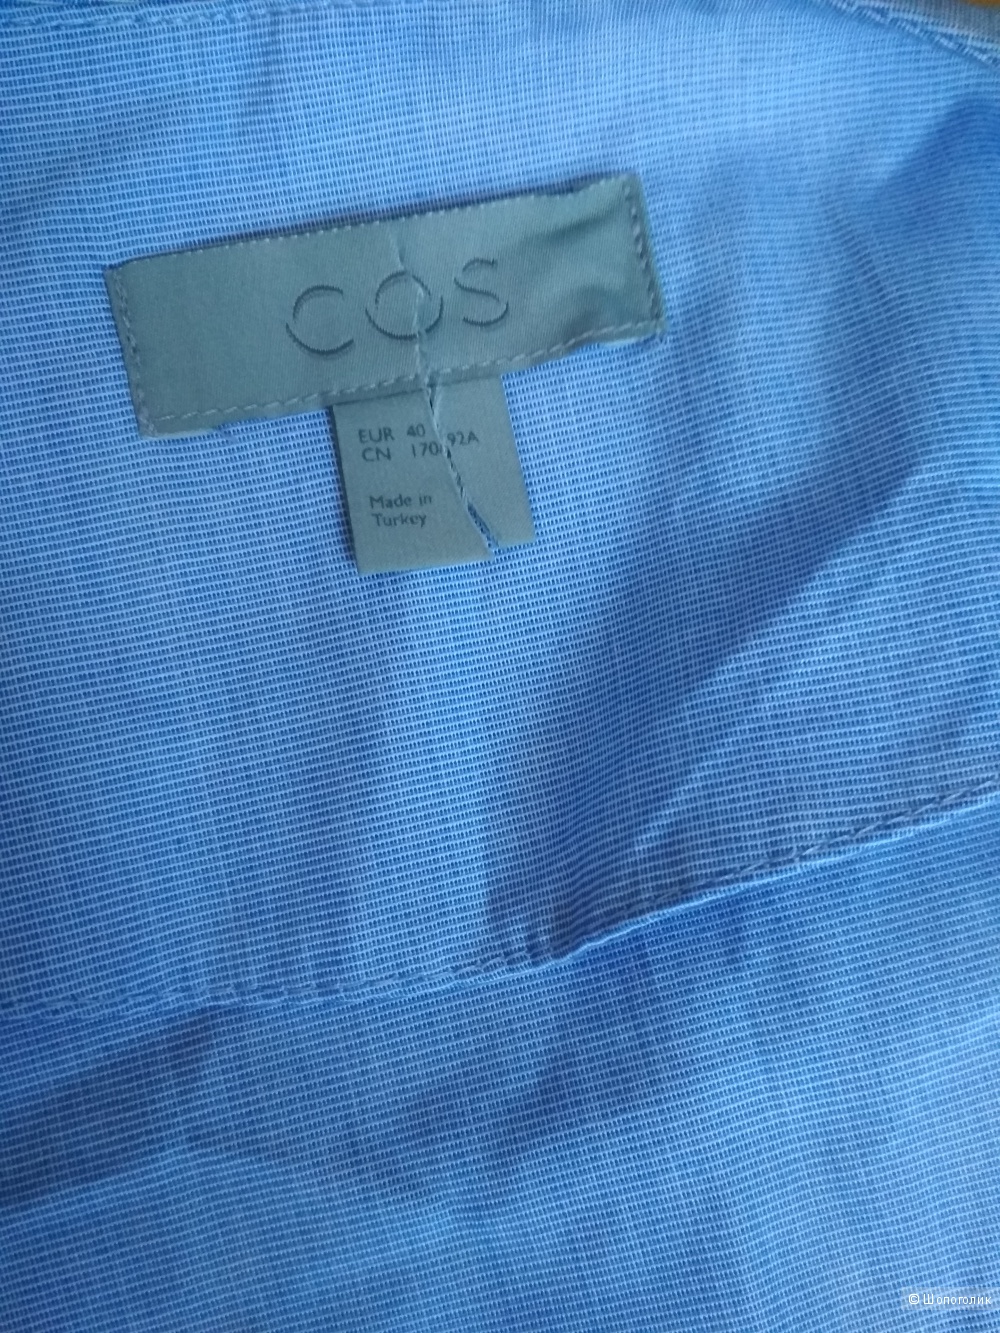 COS
EUR 40
CN 170/92A
Made in
Turkey
© Шопоголик